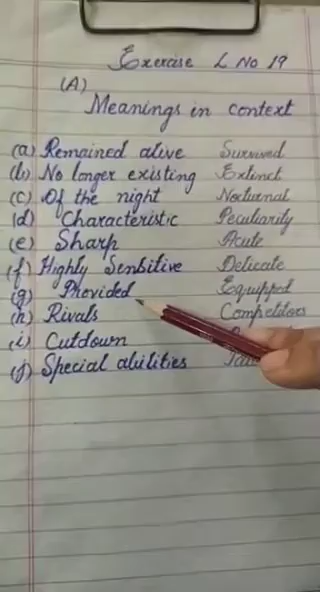 Exercise L No 19
(A)
Meanings in context
(a) Remained alive Survived
(b) No longer existing Extinct
(c) Of the night Nocturnal
(d) Characteristic Peculiarity
(e) Sharp Acute
(f) Highly Sensitive Delicate
(g) Provided Equipped
(h) Rivals Competitors
(i) Cutdown
(j) Special abilities